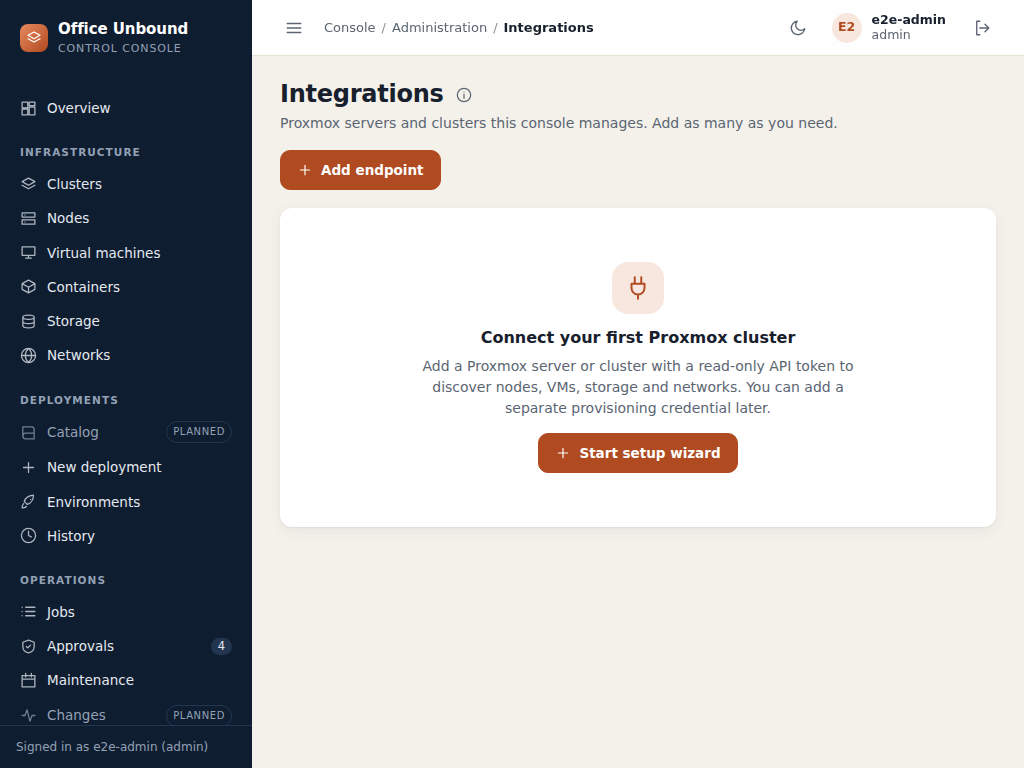 Office Unbound
CONTROL CONSOLE
Overview
INFRASTRUCTURE
Clusters
Nodes
Virtual machines
Containers
Storage
Networks
DEPLOYMENTS
Catalog PLANNED
New deployment
Environments
History
OPERATIONS
Jobs
Approvals 4
Maintenance
Changes PLANNED
Signed in as e2e-admin (admin)
Console / Administration / Integrations
E2 e2e-admin
admin
Integrations
Proxmox servers and clusters this console manages. Add as many as you need.
Add endpoint
Connect your first Proxmox cluster
Add a Proxmox server or cluster with a read-only API token to
discover nodes, VMs, storage and networks. You can add a
separate provisioning credential later.
Start setup wizard